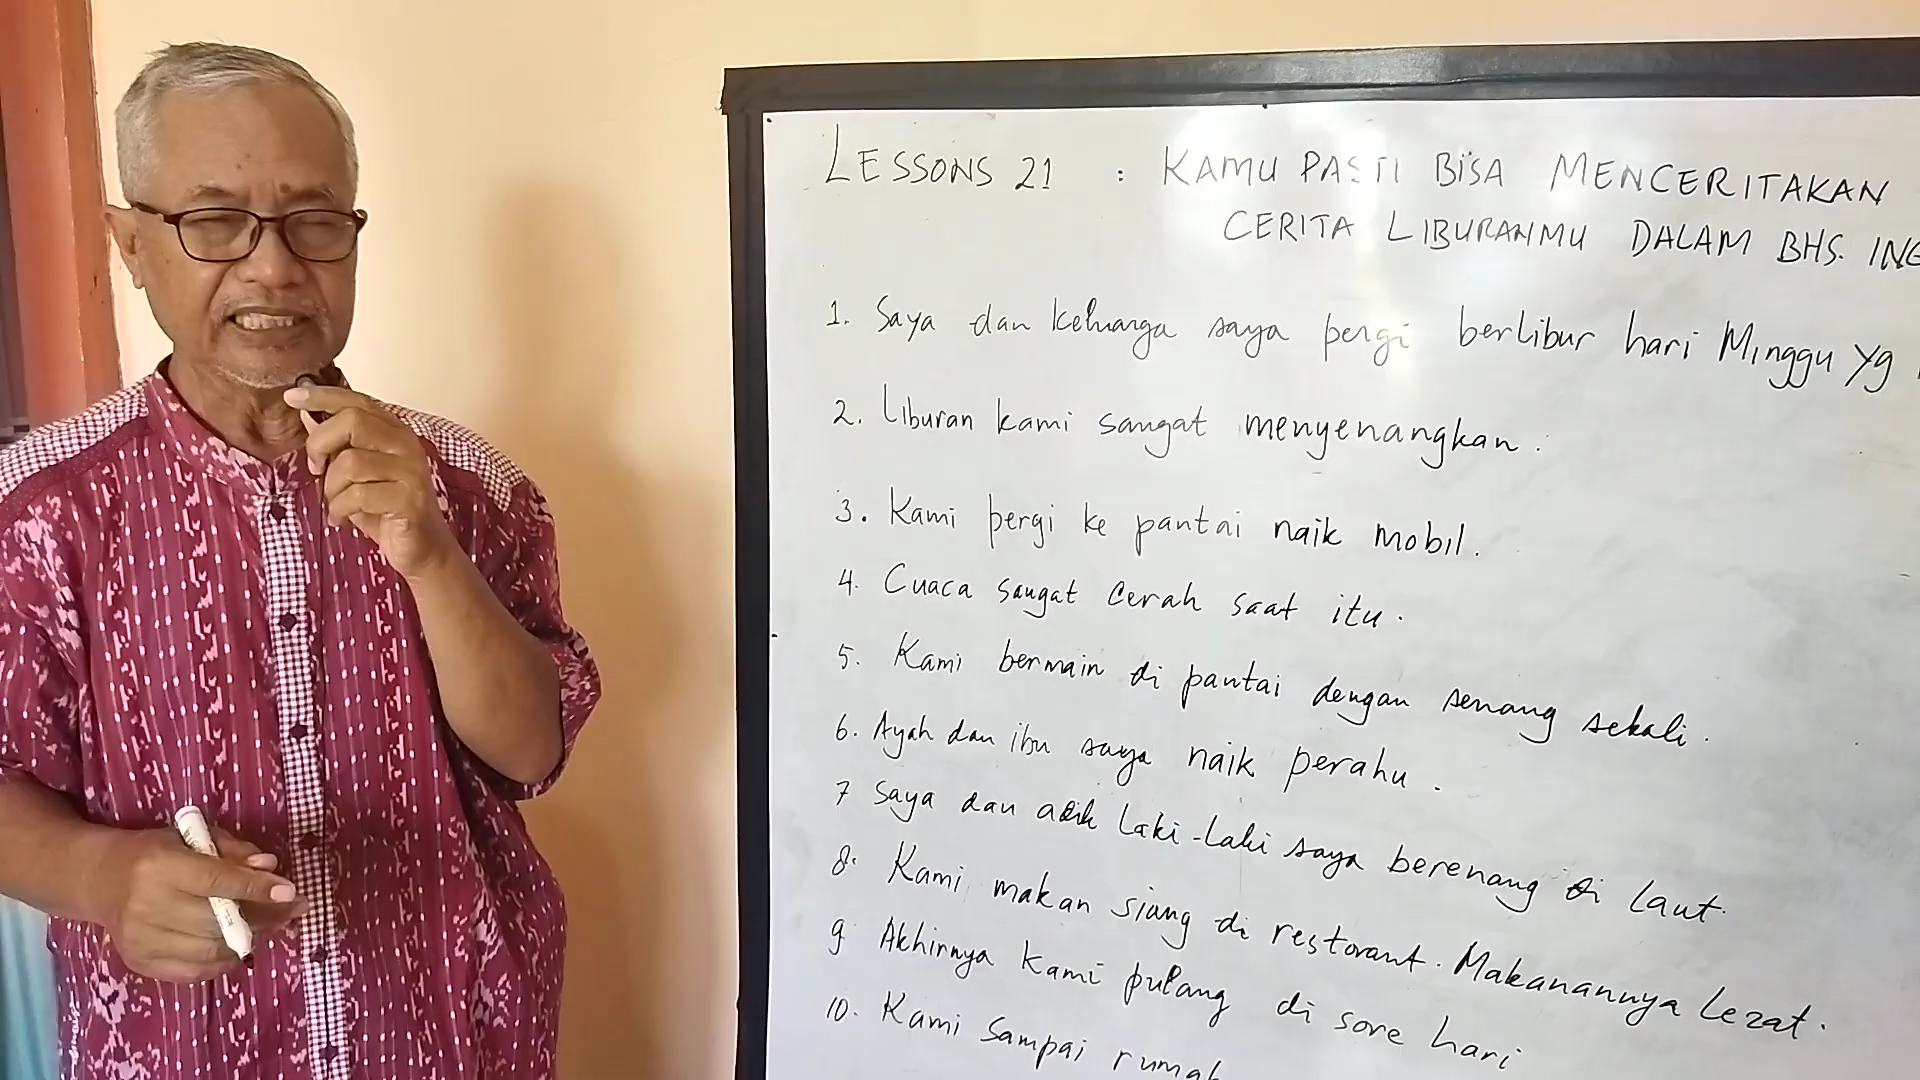 LESSONS 21 : KAMU PASTI BISA MENCERITAKAN
CERITA LIBURANMU DALAM BHS.
1. Saya dan keluarga saya pergi berlibur hari Minggu yg
2. Liburan kami sangat menyenangkan.
3. Kami pergi ke pantai naik mobil.
4. Cuaca sangat cerah saat itu.
5. Kami bermain di pantai dengan senang sekali.
6. Ayah dan ibu saya naik perahu.
7 Saya dan adik laki-laki saya berenang di laut.
8. Kami makan siang di restorant. Makanannya lezat.
9 Akhirnya kami pulang di sore hari
10. Kami sampai